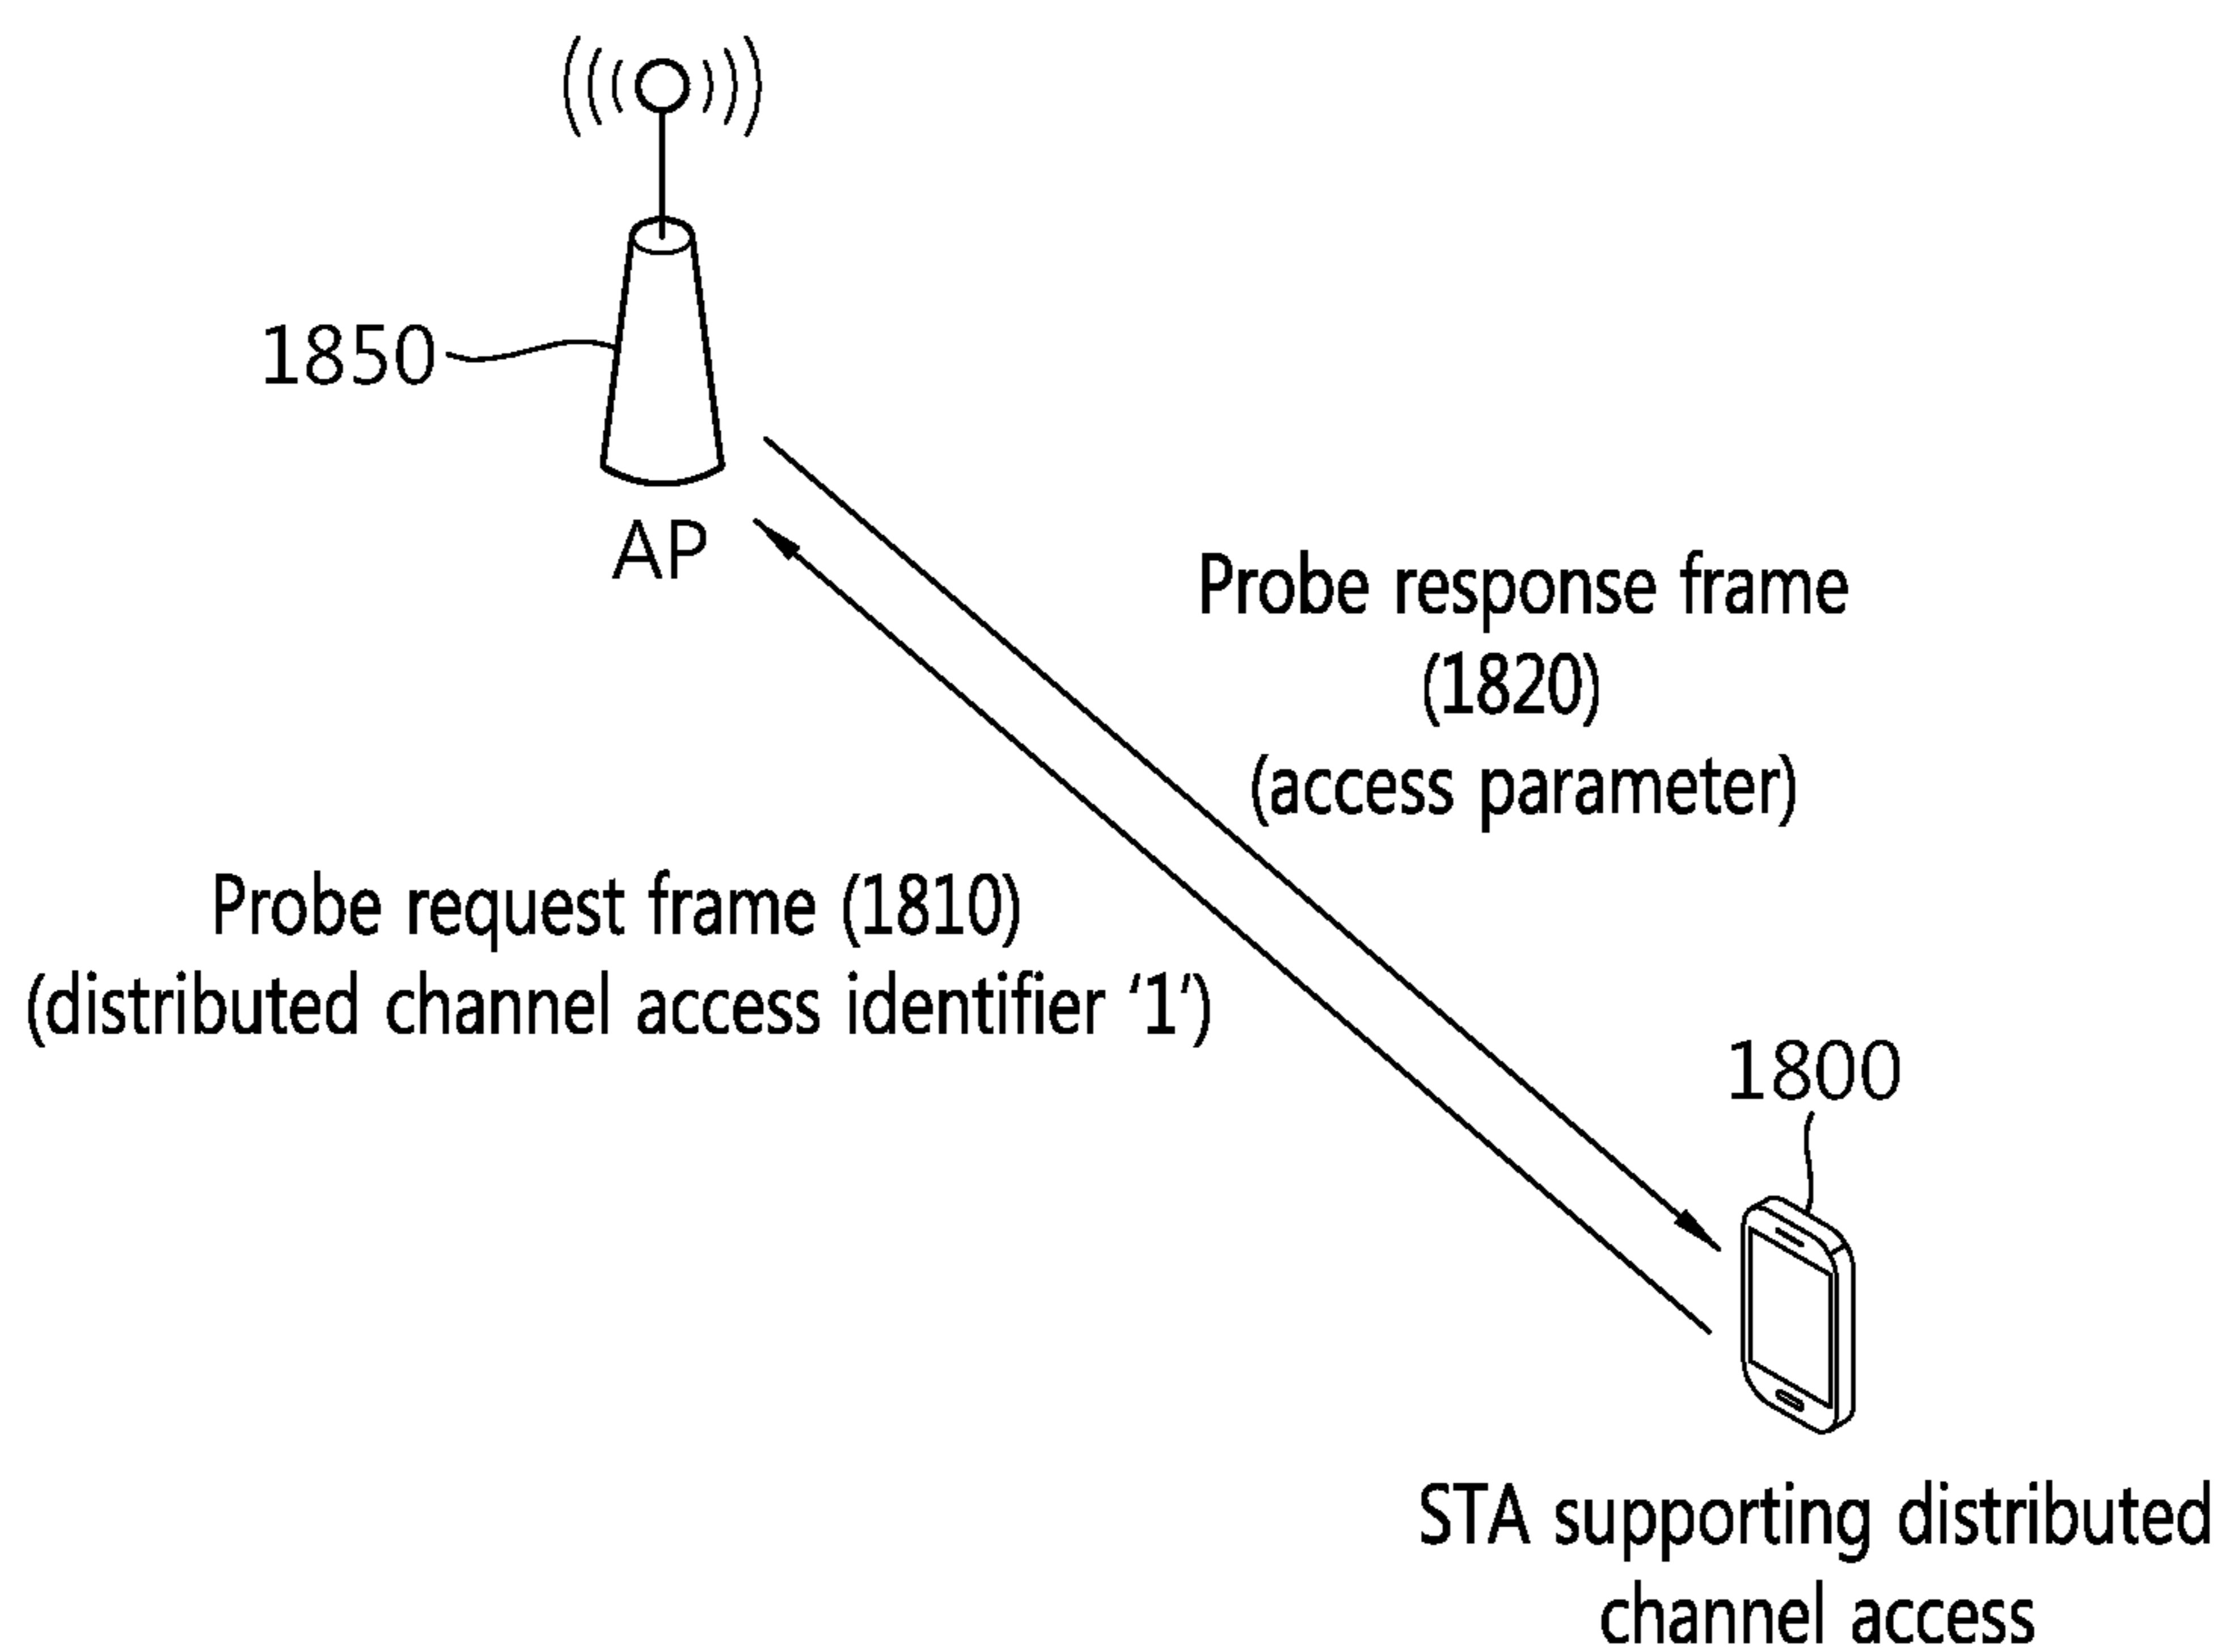 1850
AP
Probe response frame
(1820)
(access parameter)
Probe request frame (1810)
(distributed channel access identifier ‘1’)
1800
STA supporting distributed
channel access